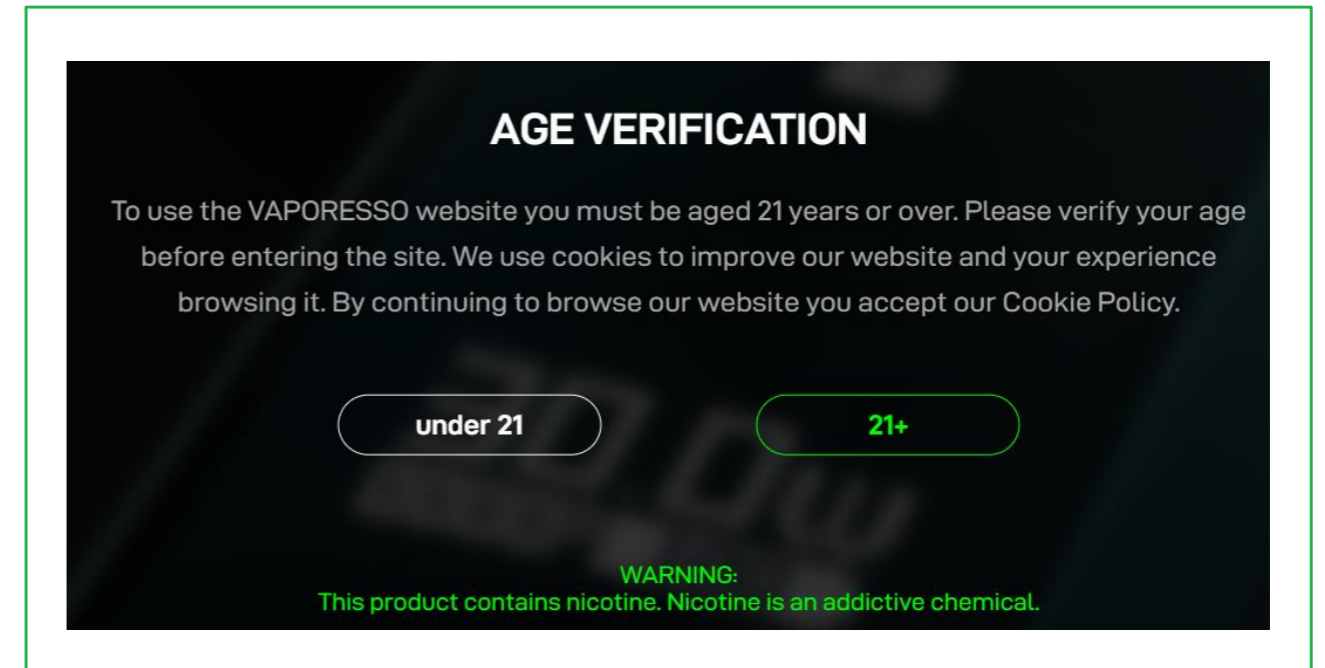 AGE VERIFICATION
To use the VAPORESSO website you must be aged 21 years or over. Please verify your age
before entering the site. We use cookies to improve our website and your experience
browsing it. By continuing to browse our website you accept our Cookie Policy.
under 21
21+
20.0w
WARNING:
This product contains nicotine. Nicotine is an addictive chemical.